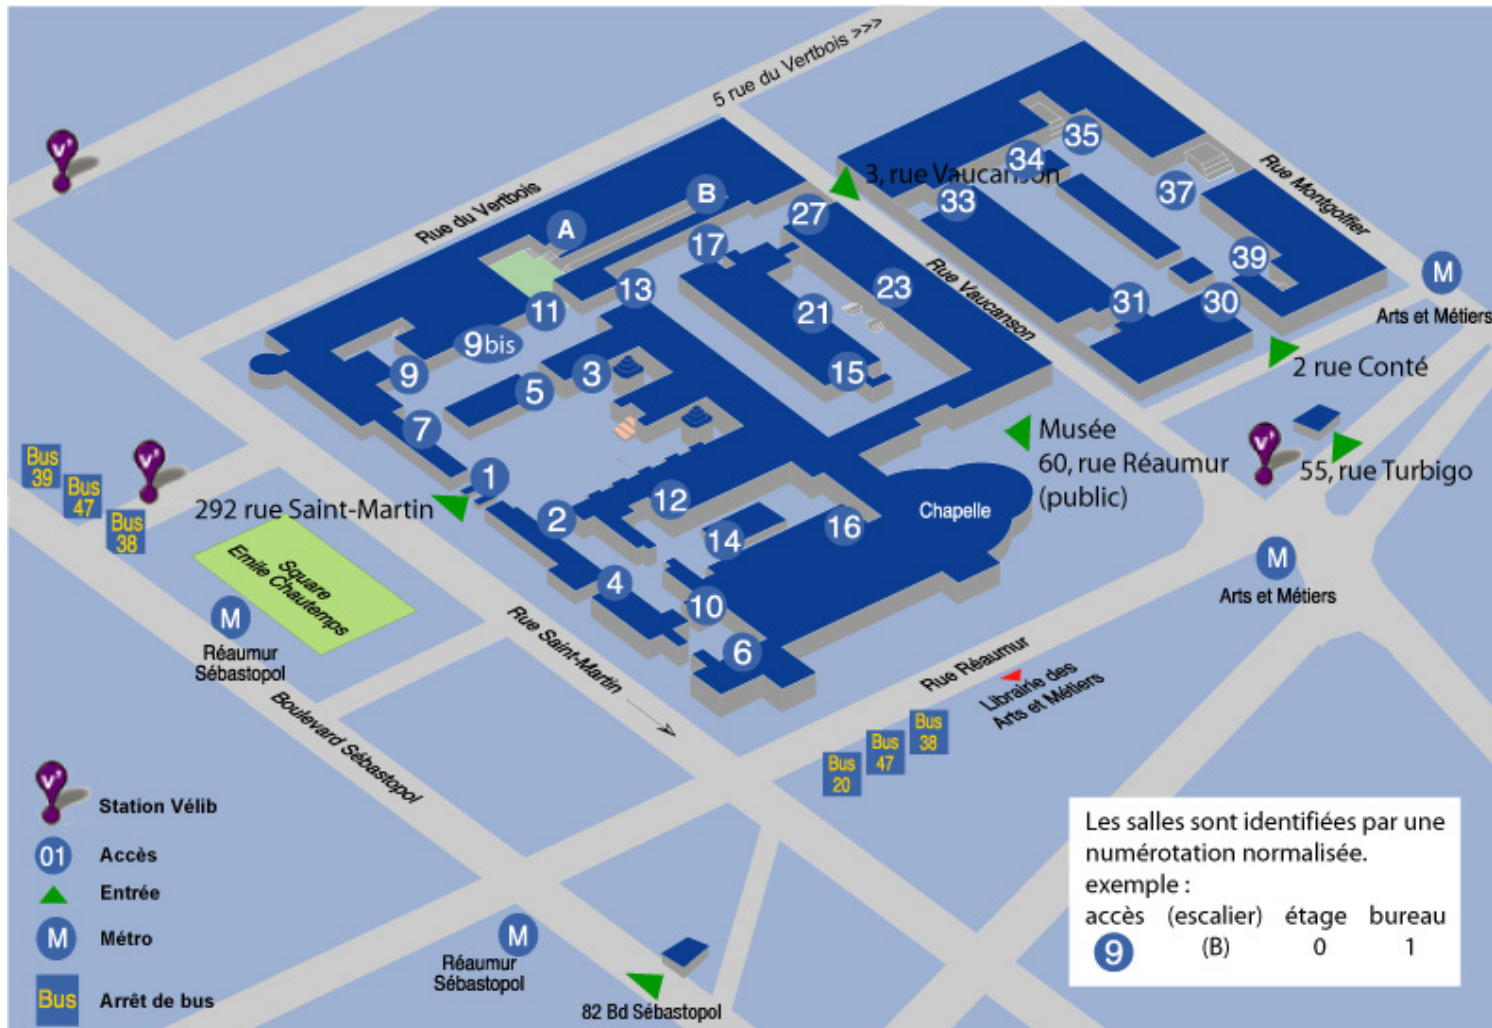 5 rue du Vertbois >>>
Rue du Vertbois
A
B
17
27
3, rue Vaucanson
33
34
35
37
Rue Montgolfier
39
30
31
M
Arts et Métiers
2 rue Conté
Rue Vaucanson
23
21
15
13
11
9bis
9
5
3
7
1
292 rue Saint-Martin
2
12
14
16
4
10
6
Chapelle
Musée
60, rue Réaumur
(public)
v'
55, rue Turbigo
M
Arts et Métiers
v'
v'
Bus
39
Bus
47
Bus
38
Square
Emile Chautemps
M
Réaumur
Sébastopol
Rue Saint-Martin
Boulevard Sébastopol
Rue Réaumur
Librairie des
Arts et Métiers
Bus
20
Bus
47
Bus
38
M
Réaumur
Sébastopol
82 Bd Sébastopol
v'
Station Vélib
01
Accès
Entrée
M
Métro
Bus
Arrêt de bus
Les salles sont identifiées par une
numérotation normalisée.
exemple :
accès (escalier) étage bureau
9 (B) 0 1